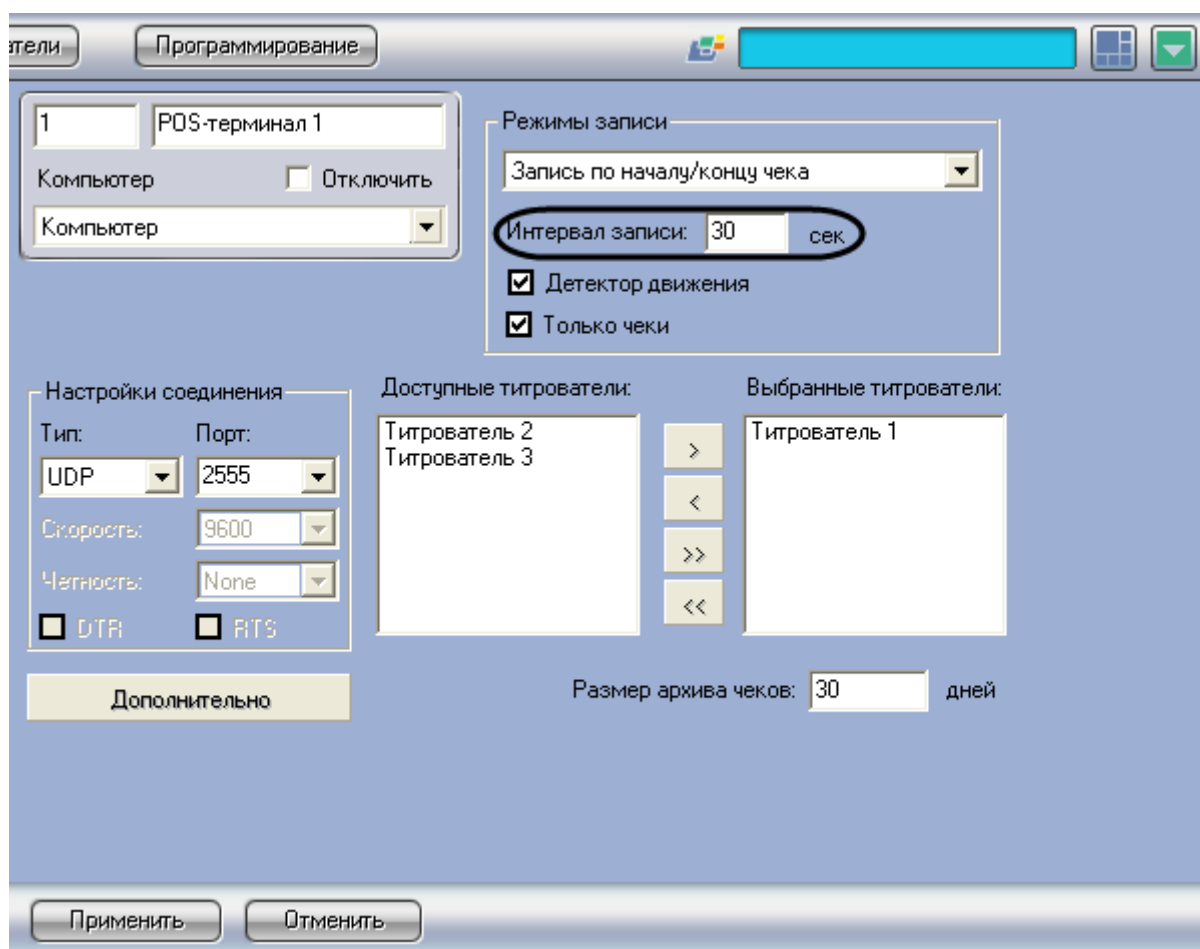 атели Программирование
1 POS-терминал 1
Компьютер Отключить
Компьютер
Режимы записи
Запись по началу/концу чека
Интервал записи: 30 сек
Детектор движения
Только чеки
Настройки соединения
Тип: Порт:
UDP 2555
Скорость: 9600
Четность: None
DTR RTS
Дополнительно
Доступные титрователи:
Титрователь 2
Титрователь 3
>
<
>>
<<
Выбранные титрователи:
Титрователь 1
Размер архива чеков: 30 дней
Применить Отменить